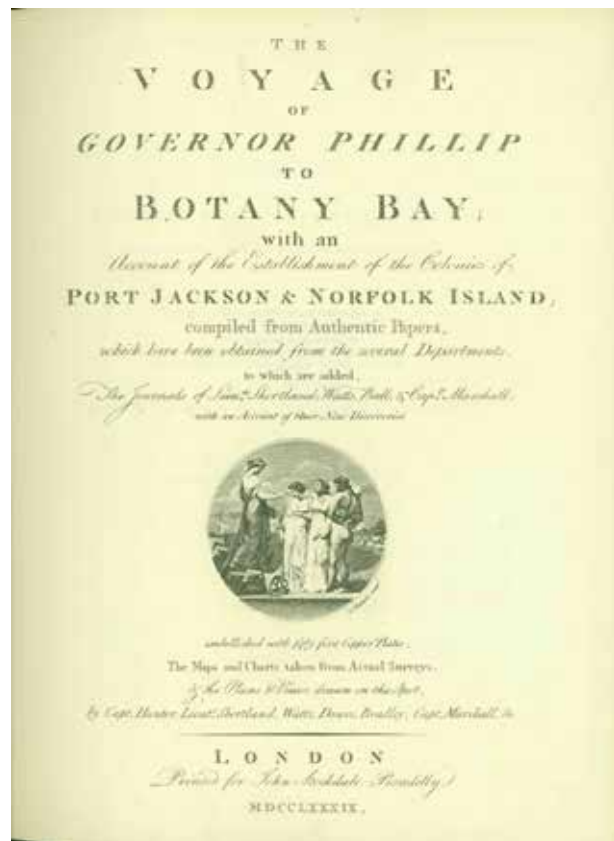 THE
VOYAGE
OF
GOVERNOR PHILLIP
TO
BOTANY BAY;
with an
Account of the Establishment of the Colonies of
PORT JACKSON & NORFOLK ISLAND;
compiled from Authentic Papers,
which have been obtained from the several Departments.
to which are added,
The Journals of Lieuts. Shortland, Watts, Ball, & Capt. Marshall;
with an Account of their New Discoveries
embellished with fifty five Copper Plates,
The Maps and Charts taken from Actual Surveys,
& the Plans & Views drawn on the Spot,
by Capt. Hunter, Lieuts. Shortland, Watts, Dawes, Bradley, Capt. Marshall, &c
LONDON
Printed for John Stockdale, Piccadilly,
MDCCLXXXIX.